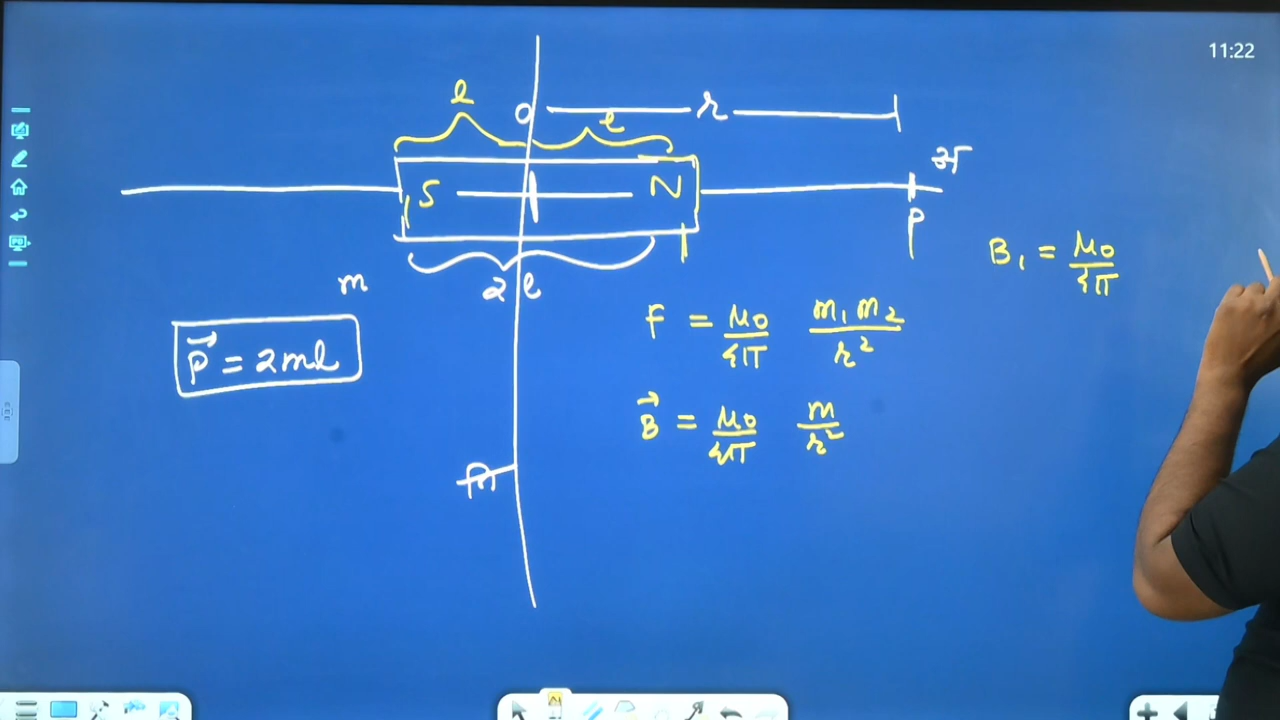 11:22
l
O
r
l
S
N
अ
P
2l
m
B₁ = μ₀/4π
F = μ₀/4π m₁m₂/r²
P⃗ = 2ml
B⃗ = μ₀/4π m/r²